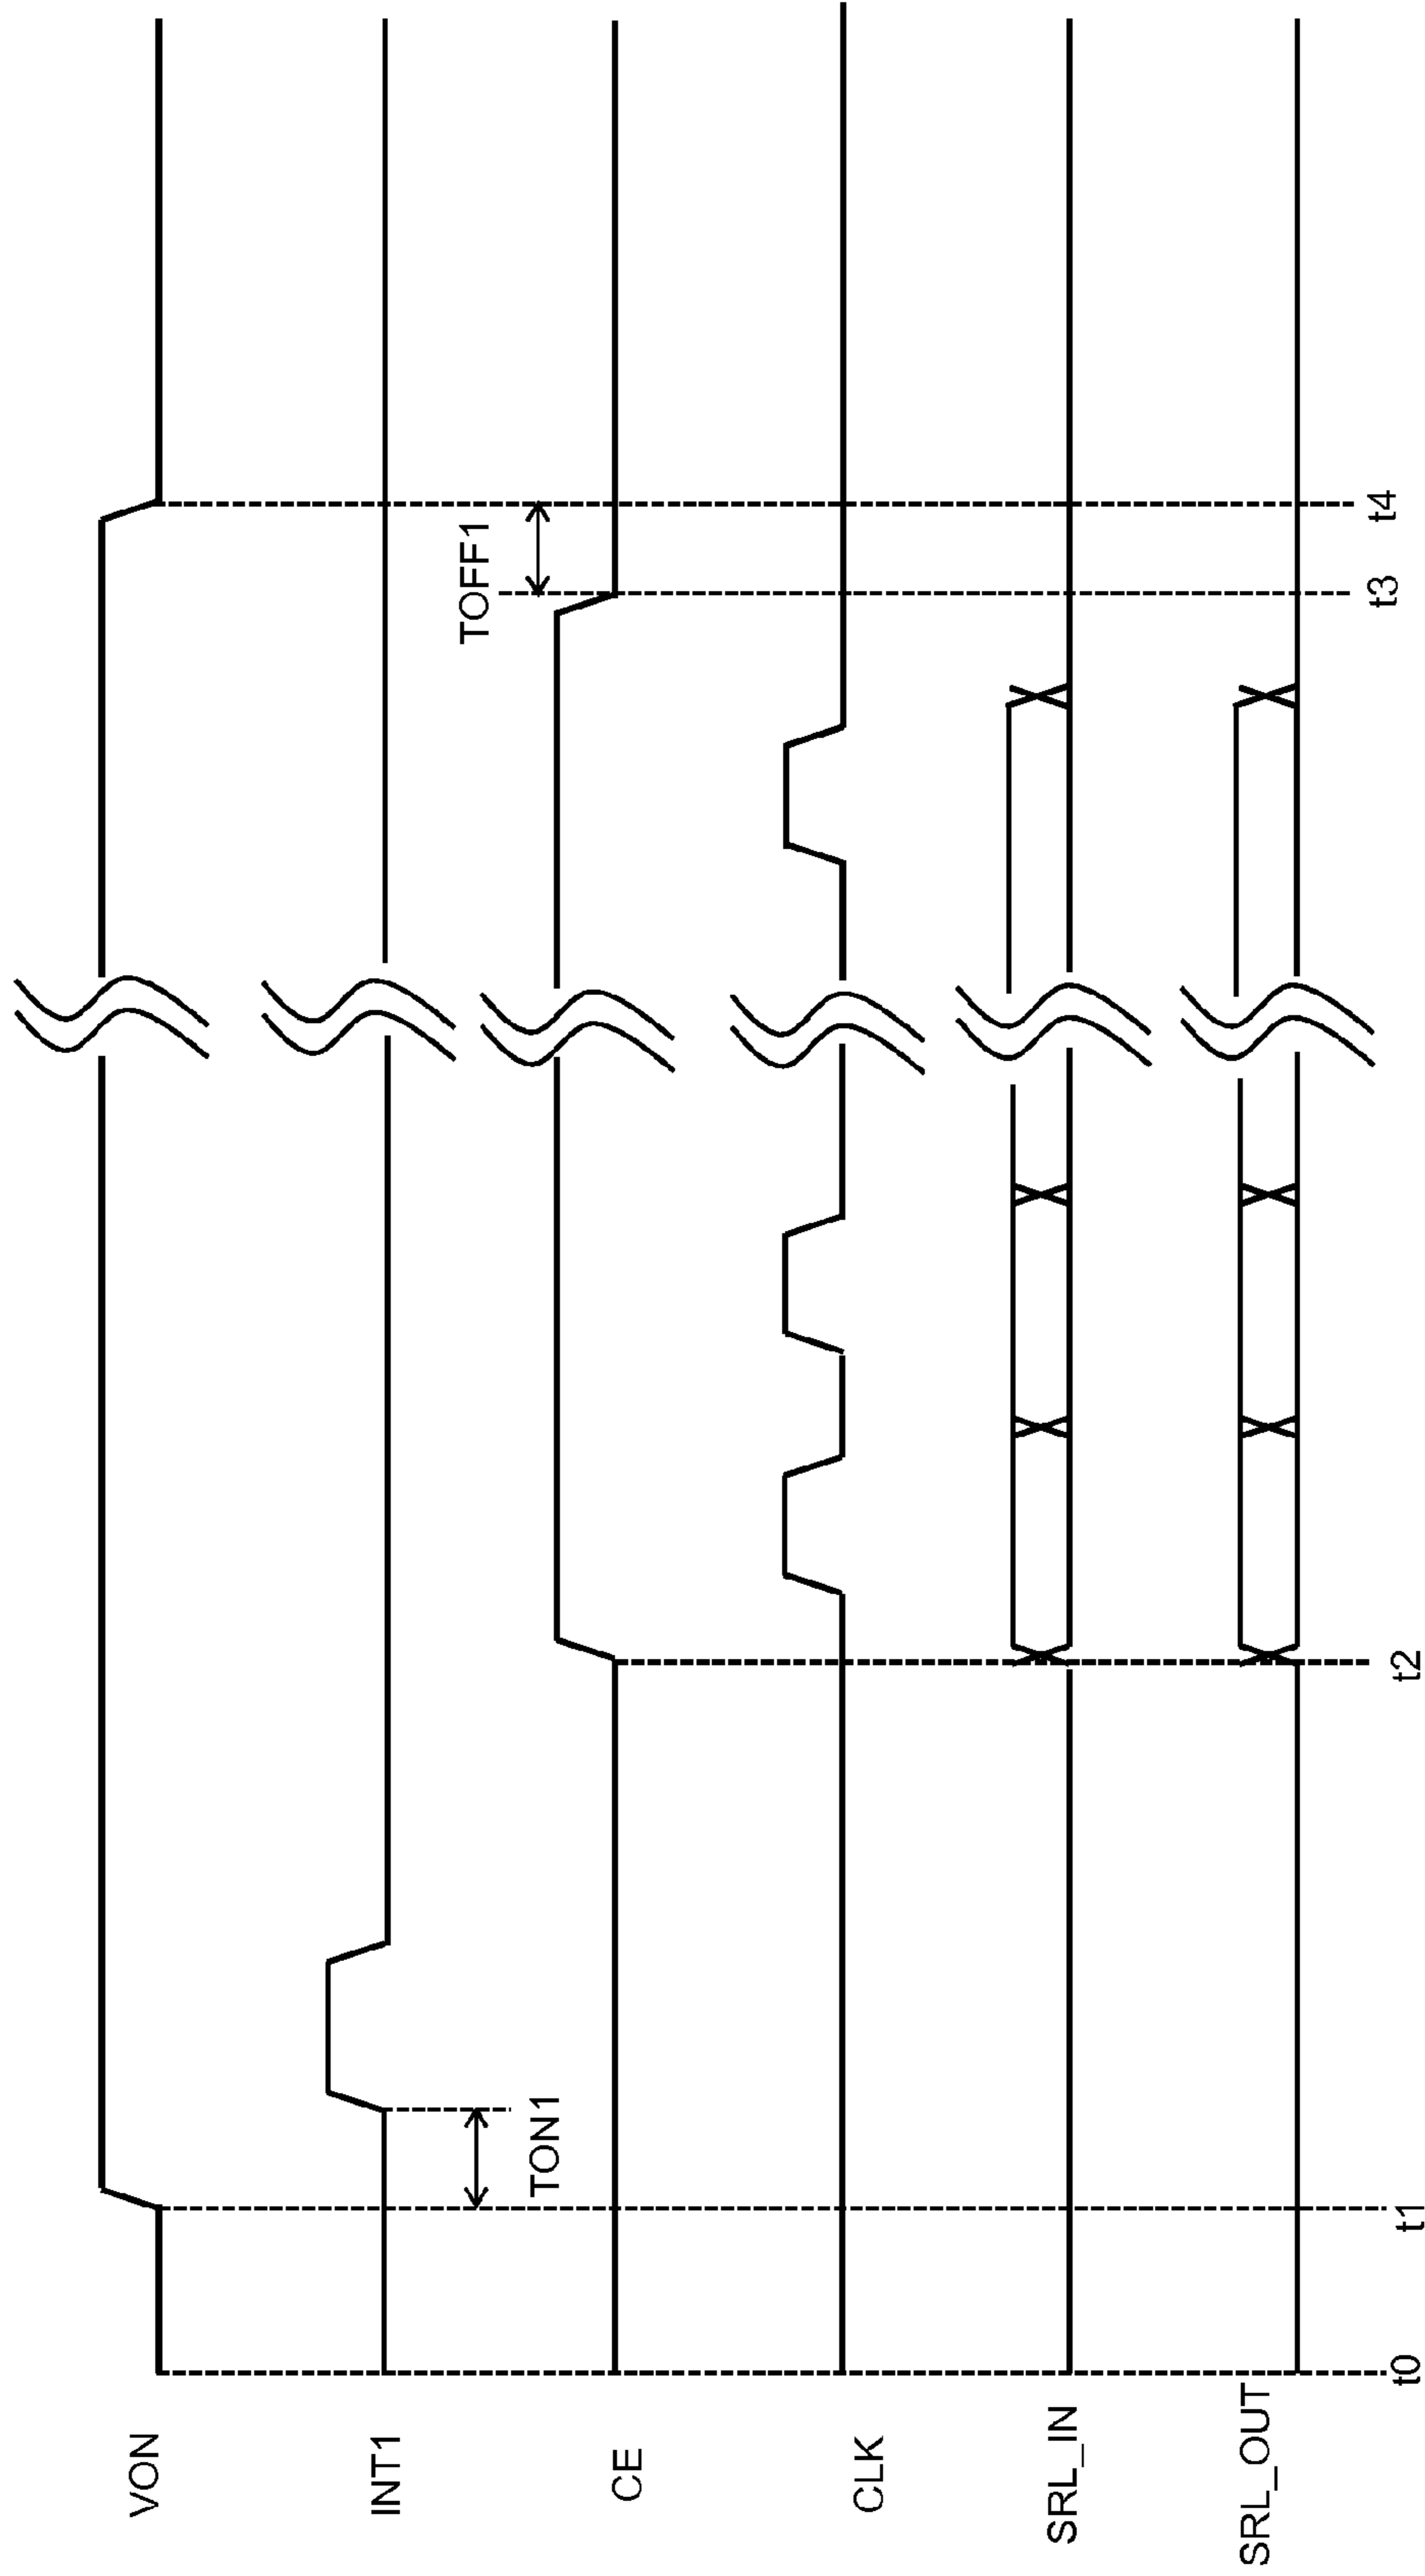 VON
INT1
TON1
TOFF1
CE
CLK
SRL_IN
SRL_OUT
t0
t1
t2
t3
t4